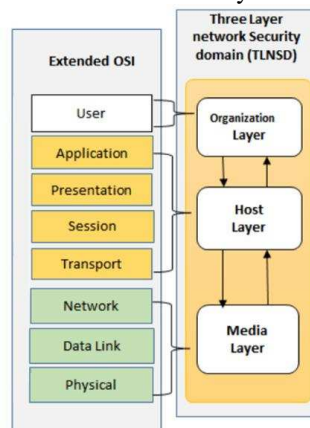 Three Layer
network Security
domain (TLNSD)
Extended OSI
User
Application
Presentation
Session
Transport
Network
Data Link
Physical
Organization
Layer
Host
Layer
Media
Layer